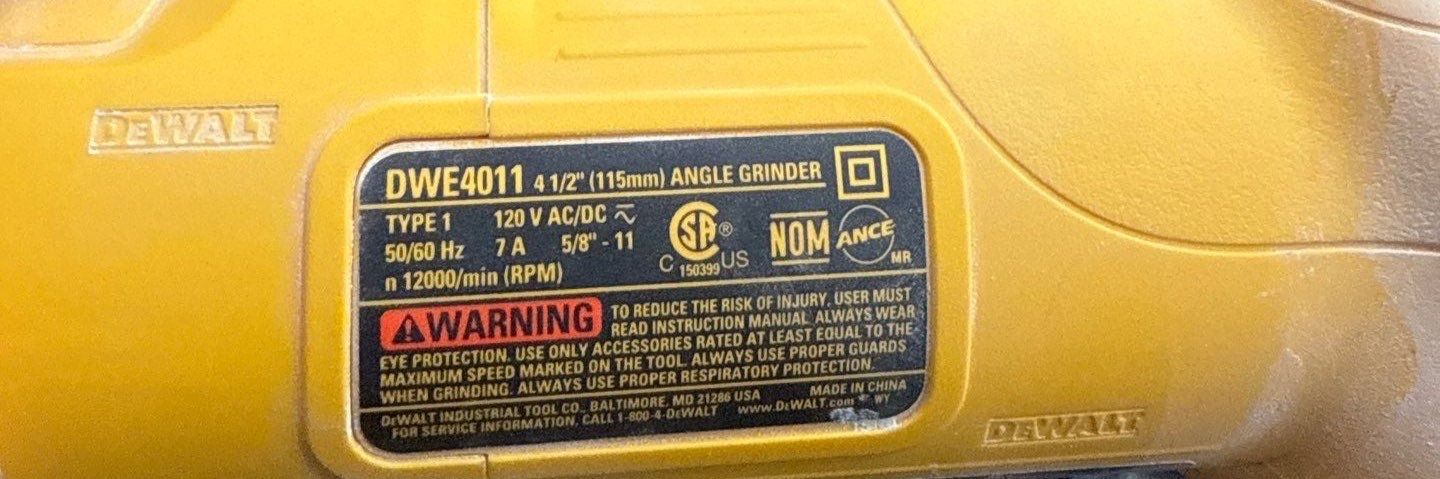 DEWALT
DWE4011 4 1/2" (115mm) ANGLE GRINDER
TYPE 1 120 V AC/DC
50/60 Hz 7 A 5/8" - 11
n 12000/min (RPM)
CSA®
C 150399 US
NOM
ANCE
MR
WARNING
TO REDUCE THE RISK OF INJURY, USER MUST
READ INSTRUCTION MANUAL. ALWAYS WEAR
EYE PROTECTION. USE ONLY ACCESSORIES RATED AT LEAST EQUAL TO THE
MAXIMUM SPEED MARKED ON THE TOOL. ALWAYS USE PROPER GUARDS
WHEN GRINDING. ALWAYS USE PROPER RESPIRATORY PROTECTION.
DEWALT INDUSTRIAL TOOL CO., BALTIMORE, MD 21286 USA MADE IN CHINA
FOR SERVICE INFORMATION, CALL 1-800-4-DEWALT www.DEWALT.com WY
DEWALT